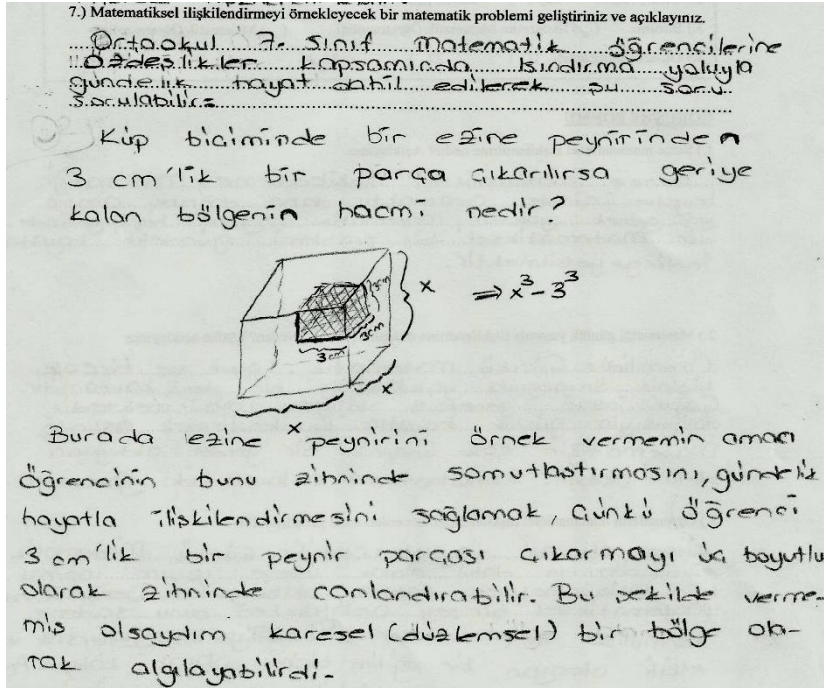 7.) Matematiksel ilişkilendirmeyi örnekleyecek bir matematik problemi geliştiriniz ve açıklayınız.
Ortaokul 7. Sınıf matematik öğrencilerine
özdeşlikler kapsamında ısındırma yoluyla
gündelik hayat dahil edilerek şu soru
sorulabilir:
Küp biçiminde bir ezine peynirinden
3 cm'lik bir parça çıkarılırsa geriye
kalan bölgenin hacmi nedir?
3cm
x
⇒ x³ - 3³
3cm
3cm
x
x
Burada ezine peynirini örnek vermemin amacı
öğrencinin bunu zihninde somutlaştırmasını, gündelik
hayatla ilişkilendirmesini sağlamak, Çünkü öğrenci
3 cm'lik bir peynir parçası çıkarmayı üç boyutlu
olarak zihninde canlandırabilir. Bu şekilde verme-
miş olsaydım karesel (düzlemsel) bir bölge ola-
rak algılayabilirdi.